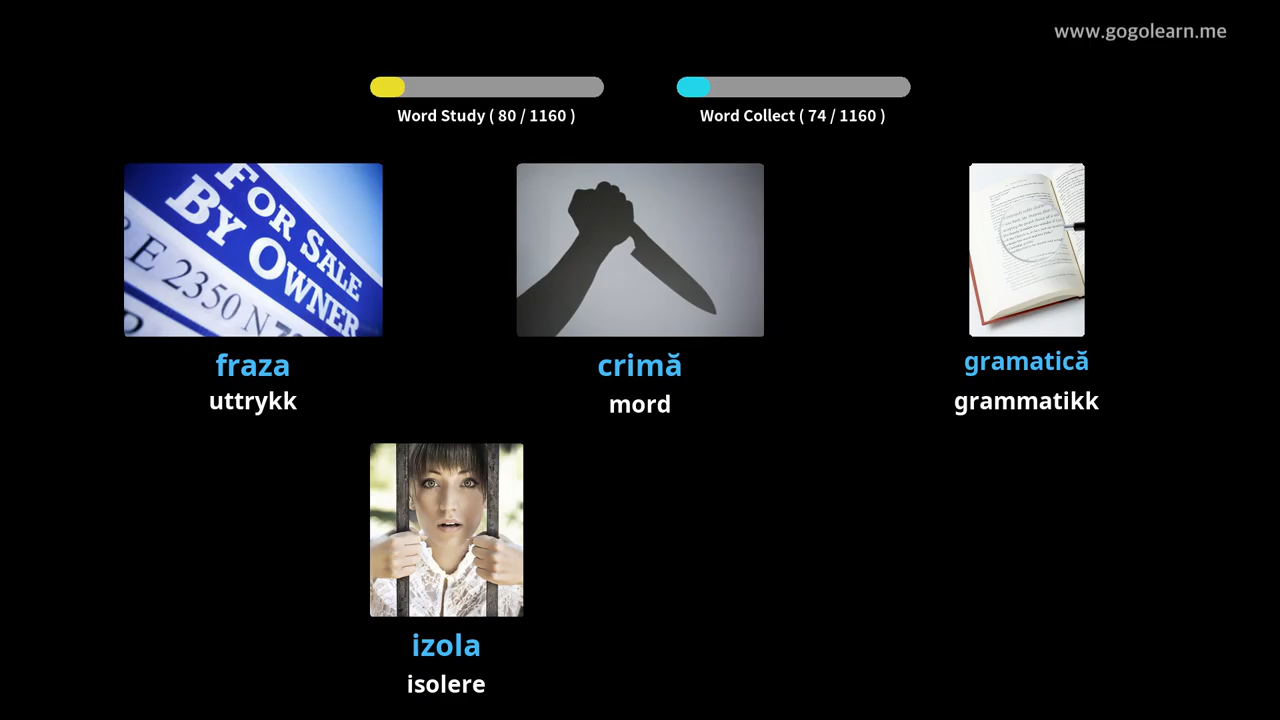 www.gogolearn.me
Word Study ( 80 / 1160 )
Word Collect ( 74 / 1160 )
FOR SALE
BY OWNER
E 2350 N
fraza
uttrykk
crimă
mord
gramatică
grammatikk
izola
isolere